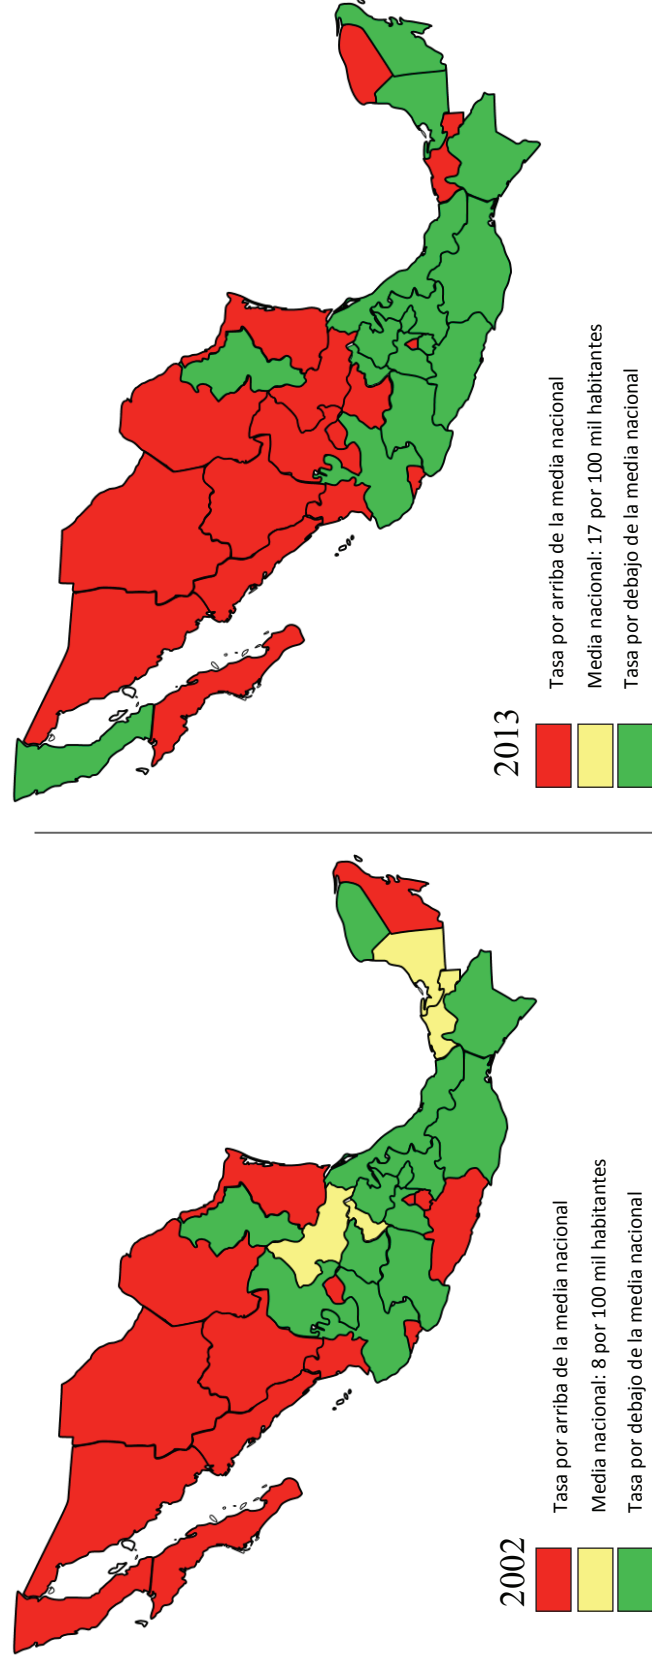 2002
Tasa por arriba de la media nacional
Media nacional: 8 por 100 mil habitantes
Tasa por debajo de la media nacional
2013
Tasa por arriba de la media nacional
Media nacional: 17 por 100 mil habitantes
Tasa por debajo de la media nacional